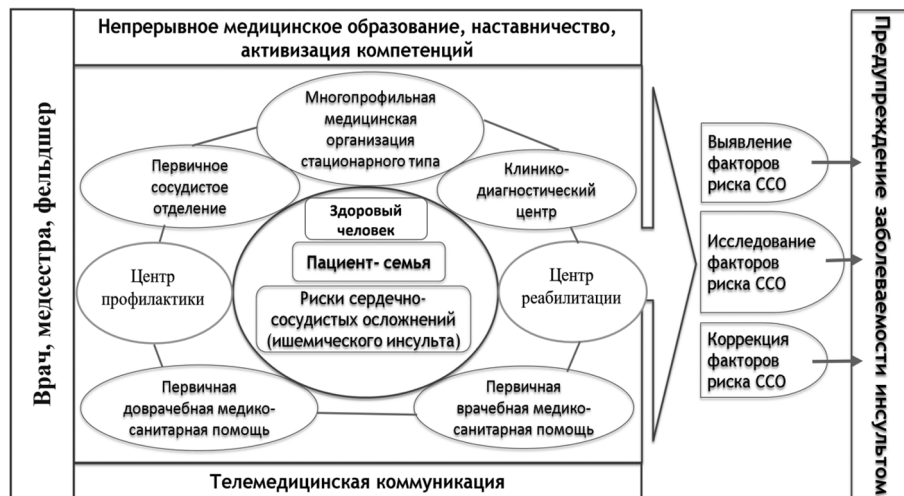 Врач, медсестра, фельдшер
Непрерывное медицинское образование, наставничество,
активизация компетенций
Многопрофильная
медицинская
организация
стационарного типа
Первичное
сосудистое
отделение
Клинико-
диагностический
центр
Здоровый
человек
Пациент- семья
Риски сердечно-
сосудистых осложнений
(ишемического инсульта)
Центр
профилактики
Центр
реабилитации
Первичная
доврачебная медико-
санитарная помощь
Первичная
врачебная медико-
санитарная помощь
Телемедицинская коммуникация
Выявление
факторов
риска ССО
Исследование
факторов
риска ССО
Коррекция
факторов
риска ССО
Предупреждение заболеваемости инсультом